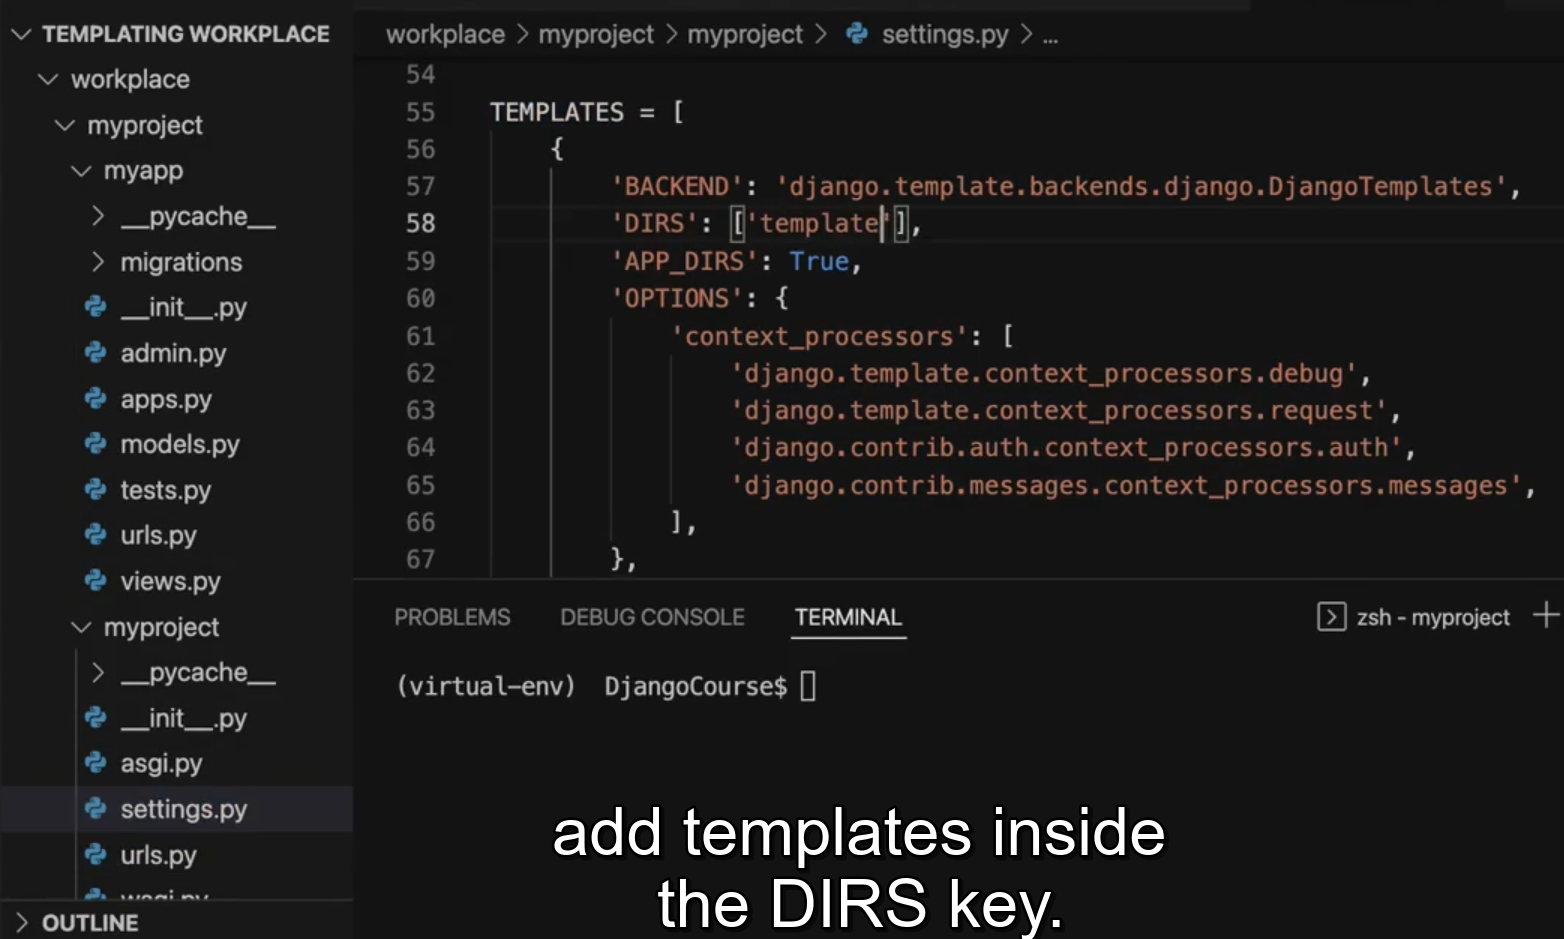 TEMPLATING WORKPLACE
workplace
myproject
myapp
__pycache__
migrations
__init__.py
admin.py
apps.py
models.py
tests.py
urls.py
views.py
myproject
__pycache__
__init__.py
asgi.py
settings.py
urls.py
wsgi.py
OUTLINE
workplace > myproject > myproject > settings.py > ...
54
55 TEMPLATES = [
56 {
57 'BACKEND': 'django.template.backends.django.DjangoTemplates',
58 'DIRS': ['template'],
59 'APP_DIRS': True,
60 'OPTIONS': {
61 'context_processors': [
62 'django.template.context_processors.debug',
63 'django.template.context_processors.request',
64 'django.contrib.auth.context_processors.auth',
65 'django.contrib.messages.context_processors.messages',
66 ],
67 },
PROBLEMS DEBUG CONSOLE TERMINAL zsh - myproject
(virtual-env) DjangoCourse$
add templates inside
the DIRS key.